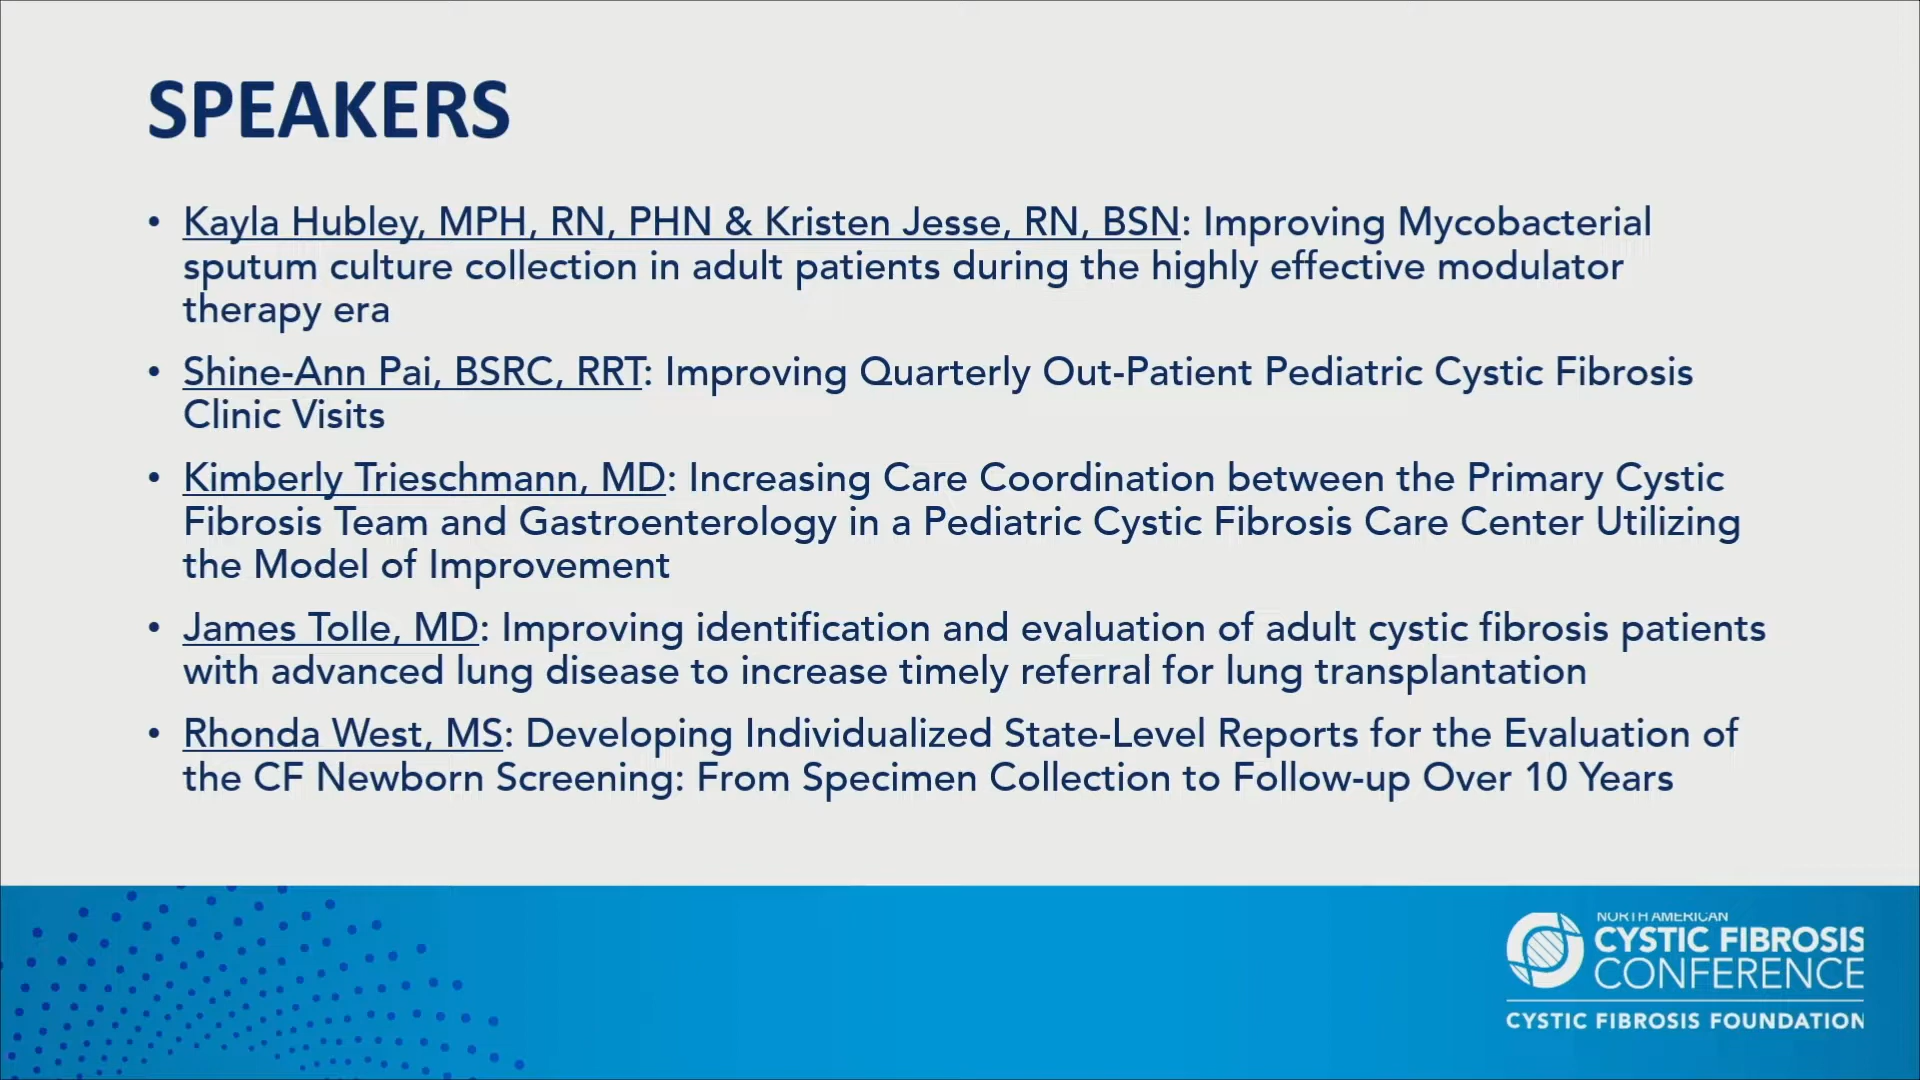 SPEAKERS
• Kayla Hubley, MPH, RN, PHN & Kristen Jesse, RN, BSN: Improving Mycobacterial
sputum culture collection in adult patients during the highly effective modulator
therapy era
• Shine-Ann Pai, BSRC, RRT: Improving Quarterly Out-Patient Pediatric Cystic Fibrosis
Clinic Visits
• Kimberly Trieschmann, MD: Increasing Care Coordination between the Primary Cystic
Fibrosis Team and Gastroenterology in a Pediatric Cystic Fibrosis Care Center Utilizing
the Model of Improvement
• James Tolle, MD: Improving identification and evaluation of adult cystic fibrosis patients
with advanced lung disease to increase timely referral for lung transplantation
• Rhonda West, MS: Developing Individualized State-Level Reports for the Evaluation of
the CF Newborn Screening: From Specimen Collection to Follow-up Over 10 Years
NORTH AMERICAN
CYSTIC FIBROSIS
CONFERENCE
CYSTIC FIBROSIS FOUNDATION